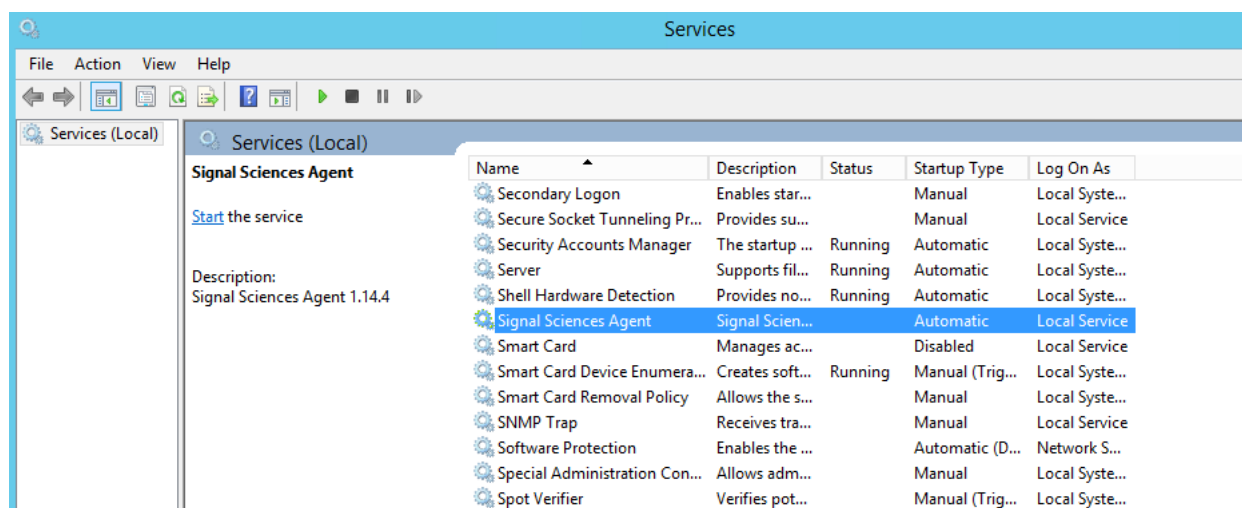 Services
File Action View Help
Services (Local)
Services (Local)
Signal Sciences Agent
Start the service
Description:
Signal Sciences Agent 1.14.4
Name Description Status Startup Type Log On As
Secondary Logon Enables star... Manual Local Syste...
Secure Socket Tunneling Pr... Provides su... Manual Local Service
Security Accounts Manager The startup ... Running Automatic Local Syste...
Server Supports fil... Running Automatic Local Syste...
Shell Hardware Detection Provides no... Running Automatic Local Syste...
Signal Sciences Agent Signal Scien... Automatic Local Service
Smart Card Manages ac... Disabled Local Service
Smart Card Device Enumera... Creates soft... Running Manual (Trig... Local Syste...
Smart Card Removal Policy Allows the s... Manual Local Syste...
SNMP Trap Receives tra... Manual Local Service
Software Protection Enables the ... Automatic (D... Network S...
Special Administration Con... Allows adm... Manual Local Syste...
Spot Verifier Verifies pot... Manual (Trig... Local Syste...